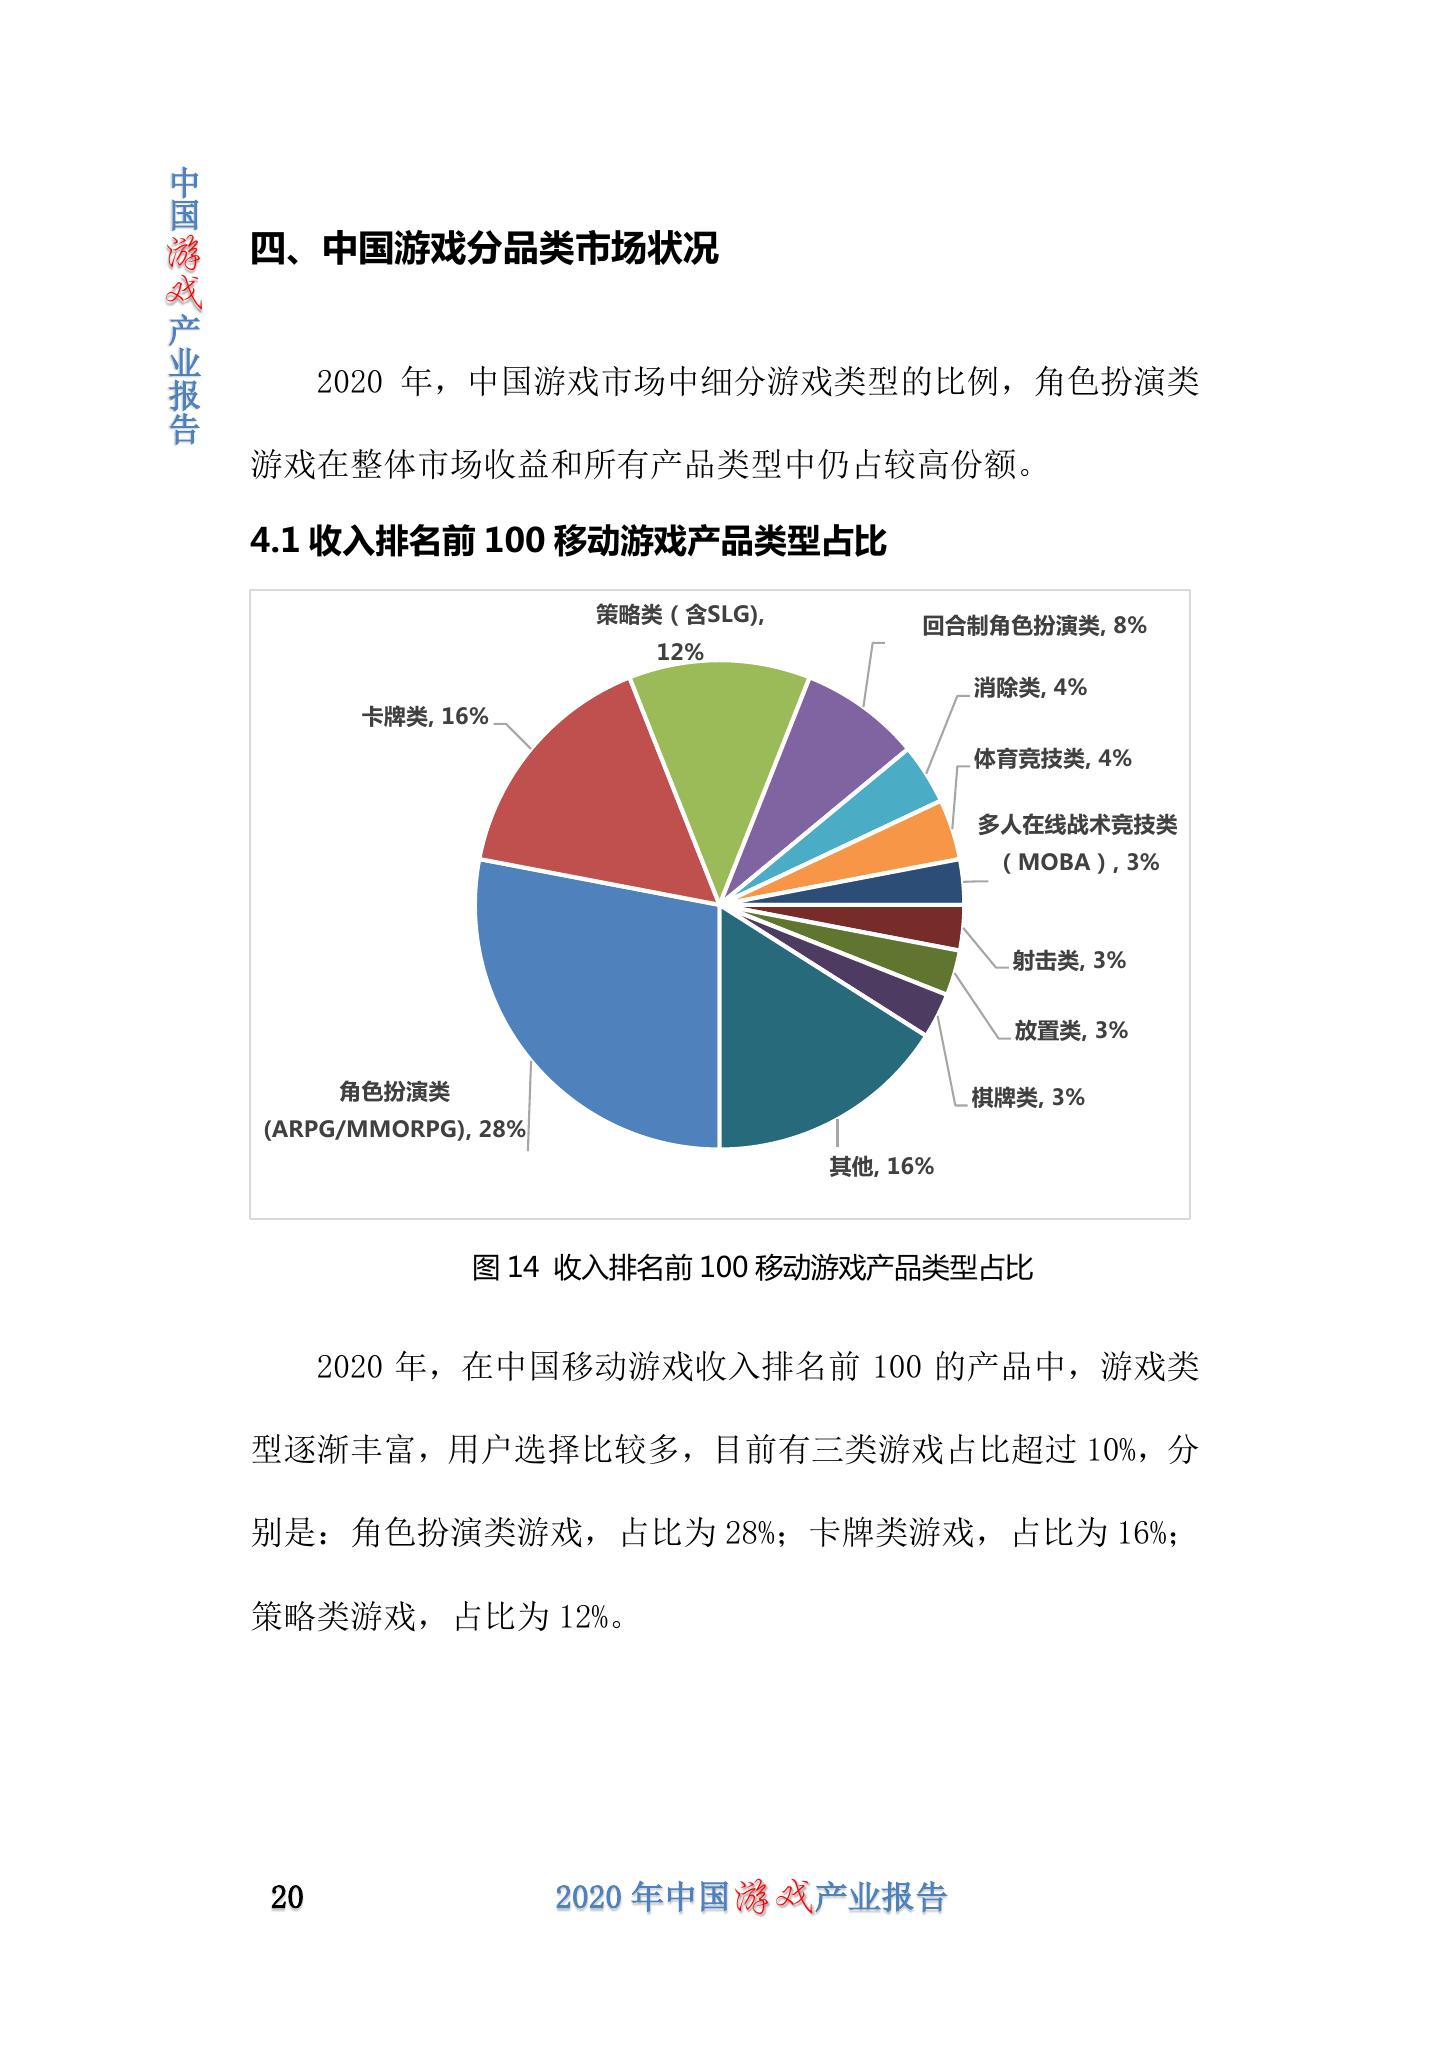 中国游戏产业报告
四、中国游戏分品类市场状况
2020 年，中国游戏市场中细分游戏类型的比例，角色扮演类
游戏在整体市场收益和所有产品类型中仍占较高份额。
4.1 收入排名前 100 移动游戏产品类型占比
策略类（含SLG),
12%
回合制角色扮演类, 8%
消除类, 4%
卡牌类, 16%
体育竞技类, 4%
多人在线战术竞技类
（MOBA）, 3%
射击类, 3%
放置类, 3%
角色扮演类
(ARPG/MMORPG), 28%
棋牌类, 3%
其他, 16%
图 14 收入排名前 100 移动游戏产品类型占比
2020 年，在中国移动游戏收入排名前 100 的产品中，游戏类
型逐渐丰富，用户选择比较多，目前有三类游戏占比超过 10%，分
别是：角色扮演类游戏，占比为 28%；卡牌类游戏，占比为 16%；
策略类游戏，占比为 12%。
20
2020 年中国游戏产业报告